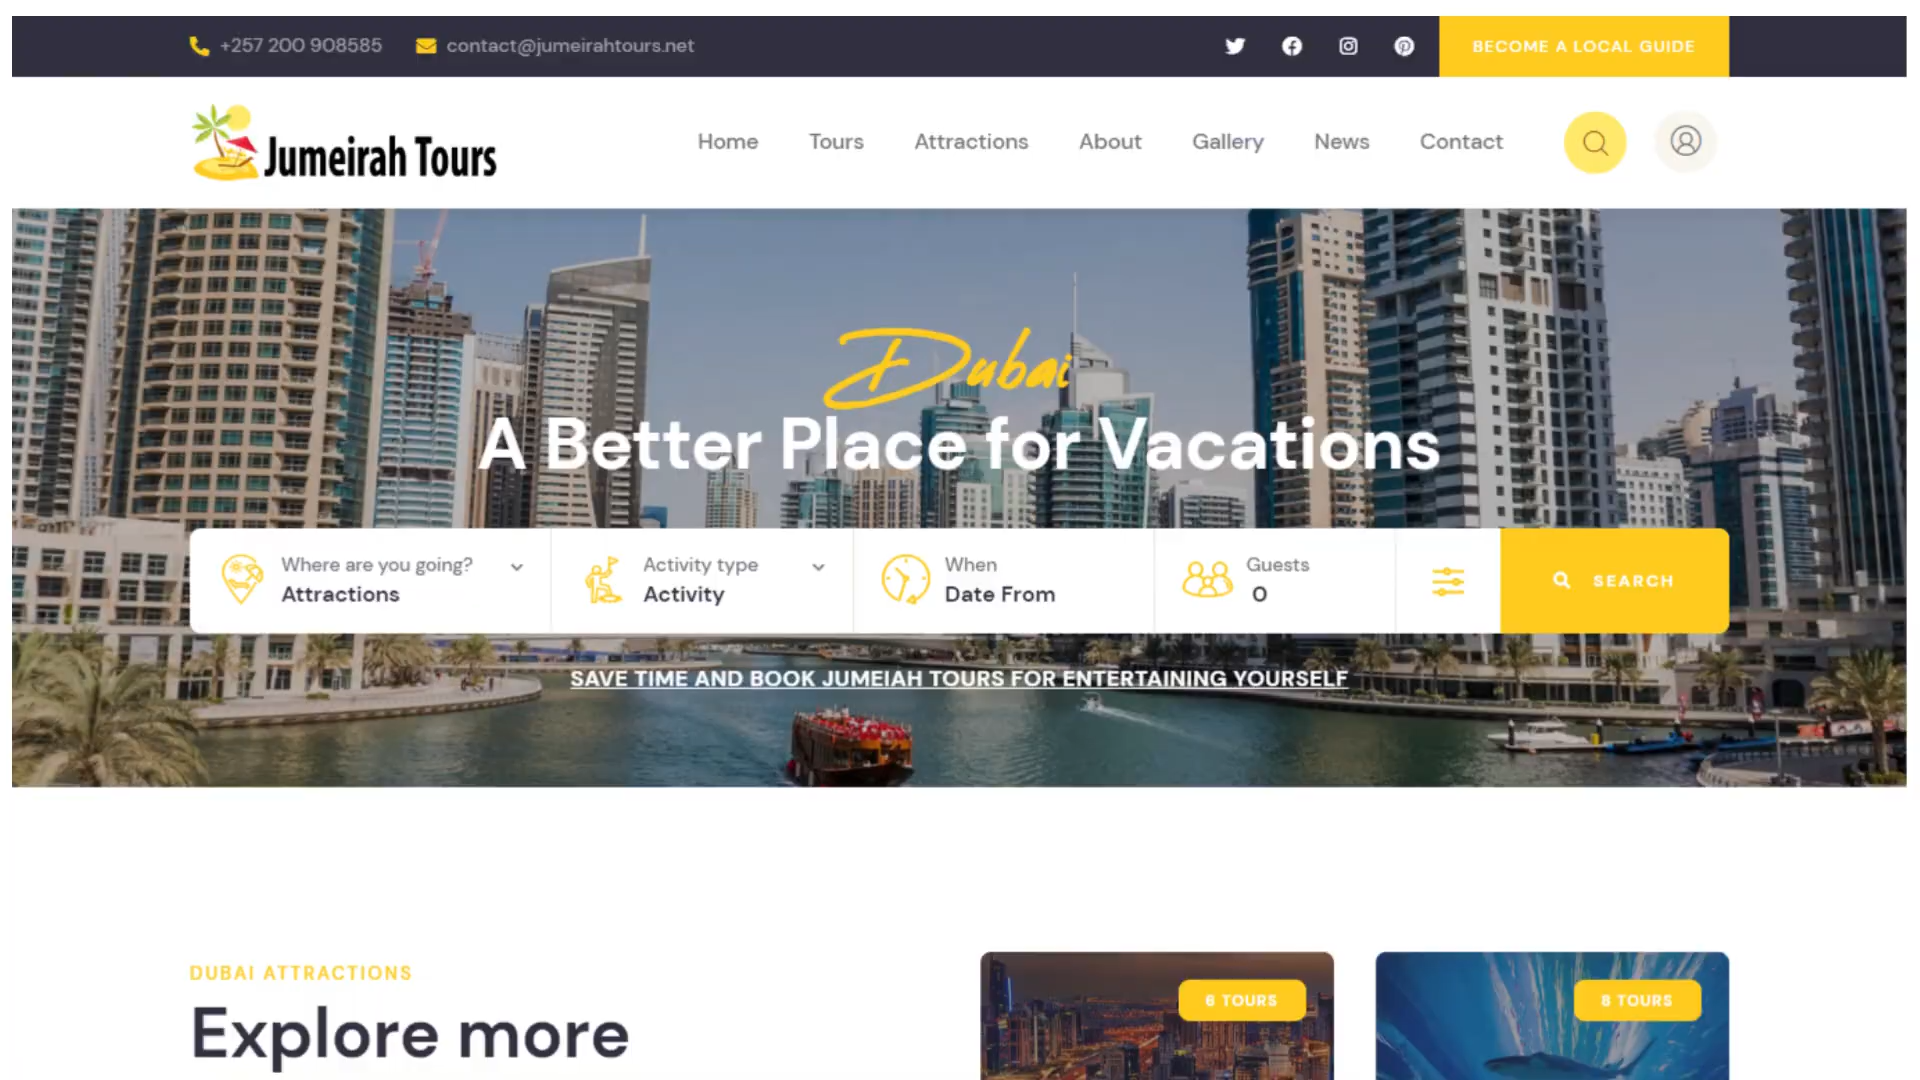 +257 200 908585
contact@jumeirahtours.net
BECOME A LOCAL GUIDE
Jumeirah Tours
Home
Tours
Attractions
About
Gallery
News
Contact
Dubai
A Better Place for Vacations
Where are you going?
Attractions
Activity type
Activity
When
Date From
Guests
0
SEARCH
SAVE TIME AND BOOK JUMEIAH TOURS FOR ENTERTAINING YOURSELF
DUBAI ATTRACTIONS
Explore more
6 TOURS
8 TOURS